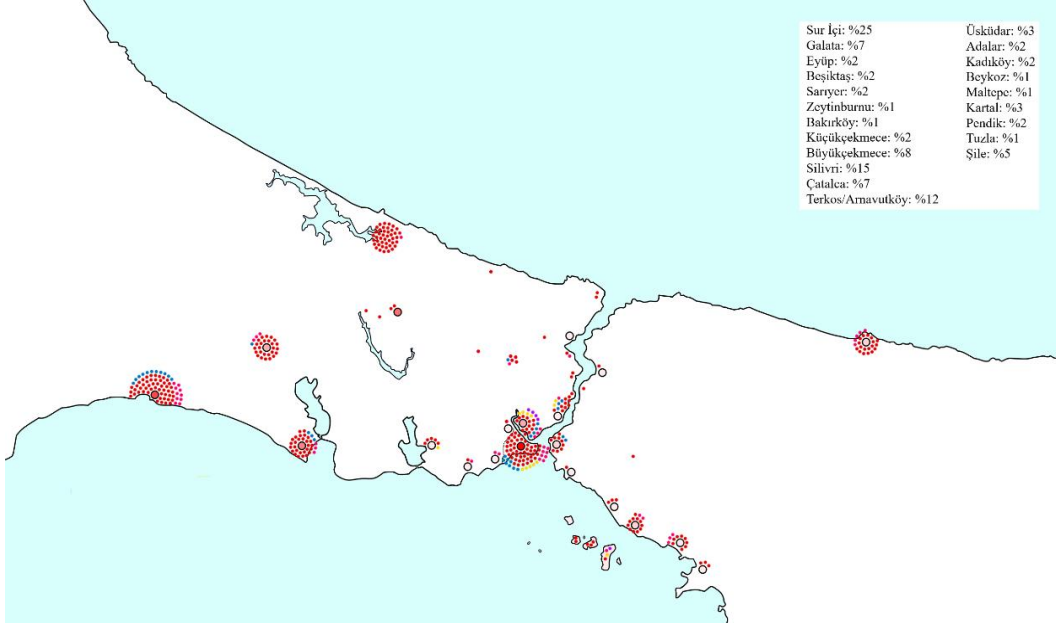 Sur İçi: %25
Galata: %7
Eyüp: %2
Beşiktaş: %2
Sarıyer: %2
Zeytinburnu: %1
Bakırköy: %1
Küçükçekmece: %2
Büyükçekmece: %8
Silivri: %15
Çatalca: %7
Terkos/Arnavutköy: %12
Üsküdar: %3
Adalar: %2
Kadıköy: %2
Beykoz: %1
Maltepe: %1
Kartal: %3
Pendik: %2
Tuzla: %1
Şile: %5